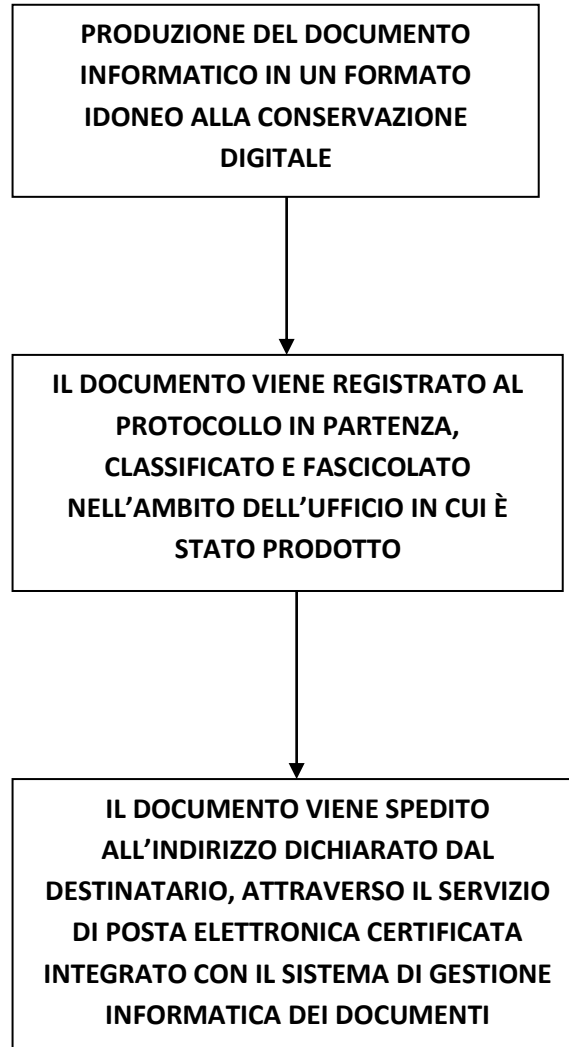 PRODUZIONE DEL DOCUMENTO
INFORMATICO IN UN FORMATO
IDONEO ALLA CONSERVAZIONE
DIGITALE
IL DOCUMENTO VIENE REGISTRATO AL
PROTOCOLLO IN PARTENZA,
CLASSIFICATO E FASCICOLATO
NELL’AMBITO DELL’UFFICIO IN CUI È
STATO PRODOTTO
IL DOCUMENTO VIENE SPEDITO
ALL’INDIRIZZO DICHIARATO DAL
DESTINATARIO, ATTRAVERSO IL SERVIZIO
DI POSTA ELETTRONICA CERTIFICATA
INTEGRATO CON IL SISTEMA DI GESTIONE
INFORMATICA DEI DOCUMENTI